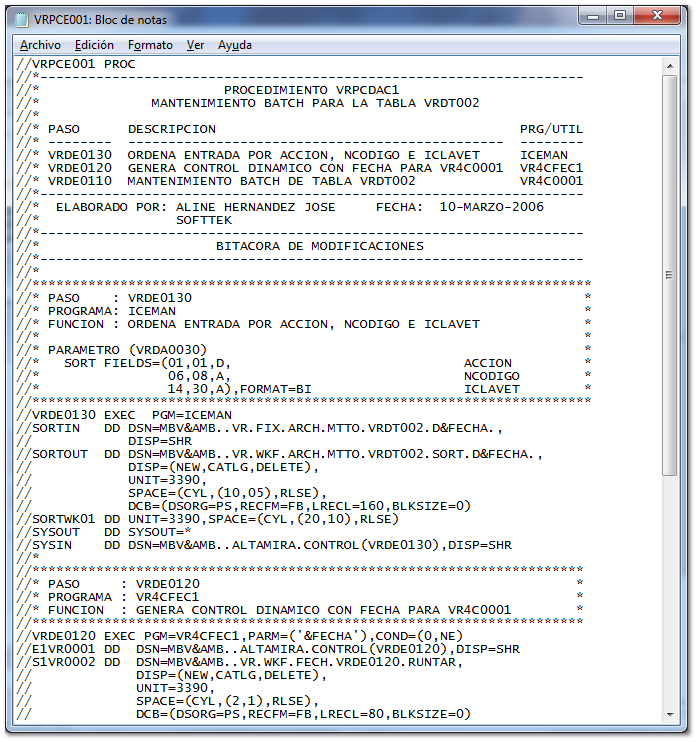 VRPCE001: Bloc de notas
Archivo Edición Formato Ver Ayuda
//VRPCE001 PROC
//*--------------------------------------------------------------------
//*                       PROCEDIMIENTO VRPCDAC1
//*              MANTENIMIENTO BATCH PARA LA TABLA VRDT002
//*
//* PASO      DESCRIPCION                                      PRG/UTIL
//* --------  -----------------------------------------------  --------
//* VRDE0130  ORDENA ENTRADA POR ACCION, NCODIGO E ICLAVET     ICEMAN
//* VRDE0120  GENERA CONTROL DINAMICO CON FECHA PARA VR4C0001  VR4CFEC1
//* VRDE0110  MANTENIMIENTO BATCH DE TABLA VRDT002             VR4C0001
//*--------------------------------------------------------------------
//*  ELABORADO POR: ALINE HERNANDEZ JOSE     FECHA:  10-MARZO-2006
//*                 SOFTTEK
//*--------------------------------------------------------------------
//*                      BITACORA DE MODIFICACIONES
//*--------------------------------------------------------------------
//*
//**********************************************************************
//* PASO    : VRDE0130                                                 *
//* PROGRAMA: ICEMAN                                                   *
//* FUNCION : ORDENA ENTRADA POR ACCION, NCODIGO E ICLAVET             *
//*                                                                    *
//* PARAMETRO (VRDA0030)                                               *
//*   SORT FIELDS=(01,01,D,                             ACCION         *
//*                06,08,A,                             NCODIGO        *
//*                14,30,A),FORMAT=BI                   ICLAVET        *
//**********************************************************************
//VRDE0130 EXEC  PGM=ICEMAN
//SORTIN   DD DSN=MBV&AMB..VR.FIX.ARCH.MTTO.VRDT002.D&FECHA.,
//            DISP=SHR
//SORTOUT  DD DSN=MBV&AMB..VR.WKF.ARCH.MTTO.VRDT002.SORT.D&FECHA.,
//            DISP=(NEW,CATLG,DELETE),
//            UNIT=3390,
//            SPACE=(CYL,(10,05),RLSE),
//            DCB=(DSORG=PS,RECFM=FB,LRECL=160,BLKSIZE=0)
//SORTWK01 DD UNIT=3390,SPACE=(CYL,(20,10),RLSE)
//SYSOUT   DD SYSOUT=*
//SYSIN    DD DSN=MBV&AMB..ALTAMIRA.CONTROL(VRDE0130),DISP=SHR
//*
//*********************************************************************
//* PASO     : VRDE0120                                               *
//* PROGRAMA : VR4CFEC1                                               *
//* FUNCION  : GENERA CONTROL DINAMICO CON FECHA PARA VR4C0001        *
//*********************************************************************
//VRDE0120 EXEC PGM=VR4CFEC1,PARM=('&FECHA'),COND=(0,NE)
//E1VR0001 DD  DSN=MBV&AMB..ALTAMIRA.CONTROL(VRDE0120),DISP=SHR
//S1VR0002 DD  DSN=MBV&AMB..VR.WKF.FECH.VRDE0120.RUNTAR,
//             DISP=(NEW,CATLG,DELETE),
//             UNIT=3390,
//             SPACE=(CYL,(2,1),RLSE),
//             DCB=(DSORG=PS,RECFM=FB,LRECL=80,BLKSIZE=0)